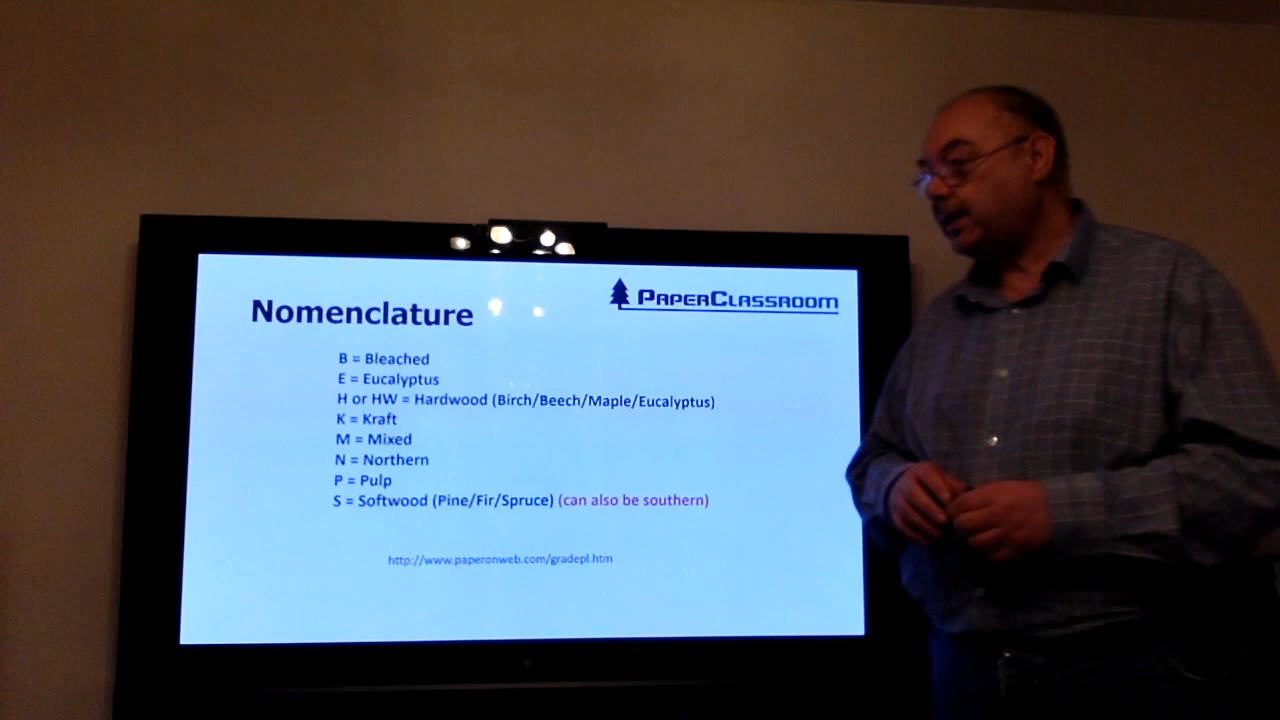 PaperClassroom
Nomenclature
B = Bleached
E = Eucalyptus
H or HW = Hardwood (Birch/Beech/Maple/Eucalyptus)
K = Kraft
M = Mixed
N = Northern
P = Pulp
S = Softwood (Pine/Fir/Spruce) (can also be southern)
http://www.paperonweb.com/gradepl.htm